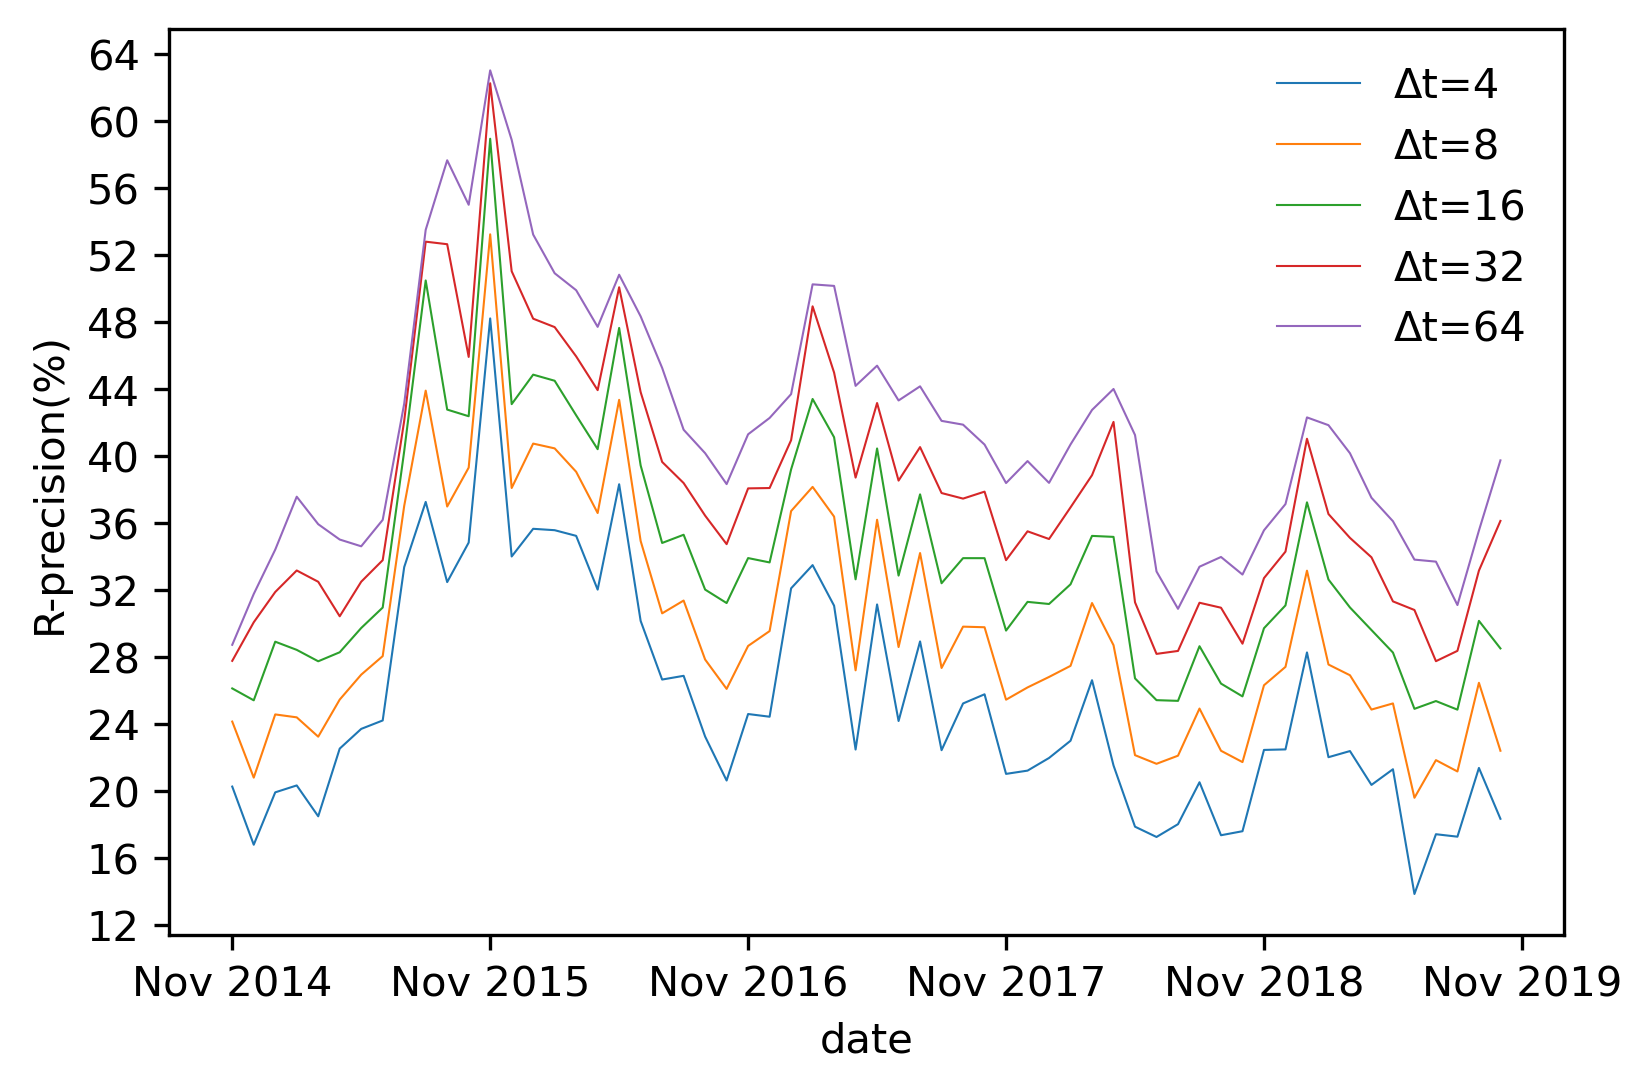 64
60
56
52
48
44
40
36
32
28
24
20
16
12
R-precision(%)
Δt=4
Δt=8
Δt=16
Δt=32
Δt=64
Nov 2014 Nov 2015 Nov 2016 Nov 2017 Nov 2018 Nov 2019
date